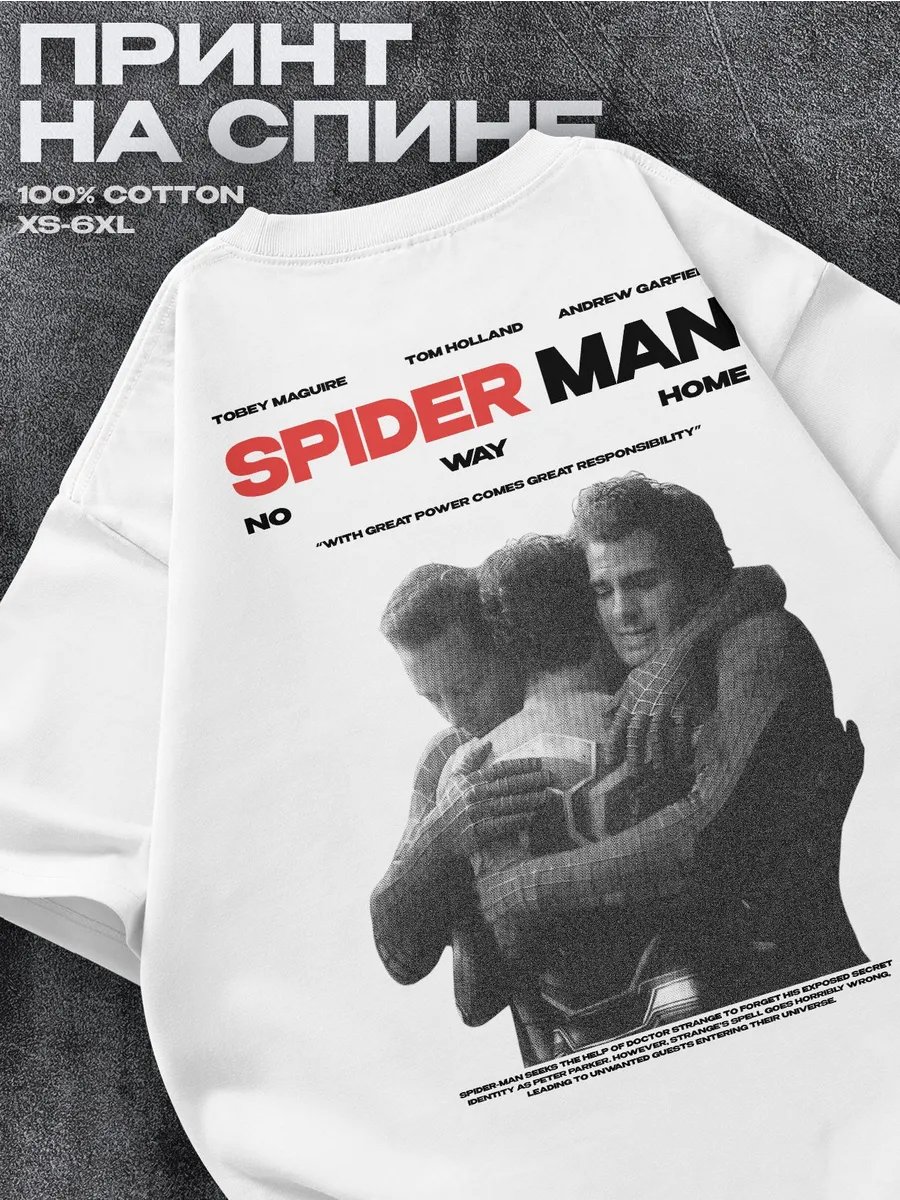 ПРИНТ
НА СПИНЕ
100% COTTON
XS-6XL
TOBEY MAGUIRE TOM HOLLAND ANDREW
SPIDER MAN
NO WAY HOME
"WITH GREAT POWER COMES GREAT RESPONSIBILITY"
SPIDER-MAN SEEKS THE HELP OF DOCTOR STRANGE TO FORGET HIS EXPOSED SECRET
IDENTITY AS PETER PARKER. HOWEVER, STRANGE'S SPELL GOES HORRIBLY WRONG,
LEADING TO UNWANTED GUESTS ENTERING THEIR UNIVERSE.